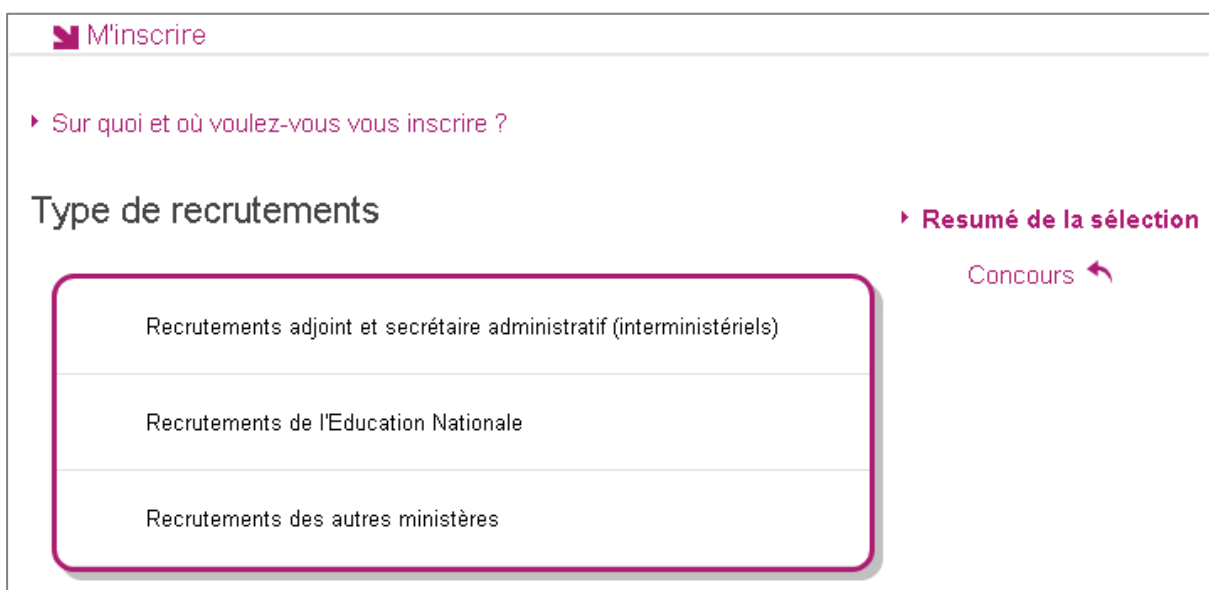 M'inscrire
Sur quoi et où voulez-vous vous inscrire ?
Type de recrutements
Resumé de la sélection
Concours
Recrutements adjoint et secrétaire administratif (interministériels)
Recrutements de l'Education Nationale
Recrutements des autres ministères